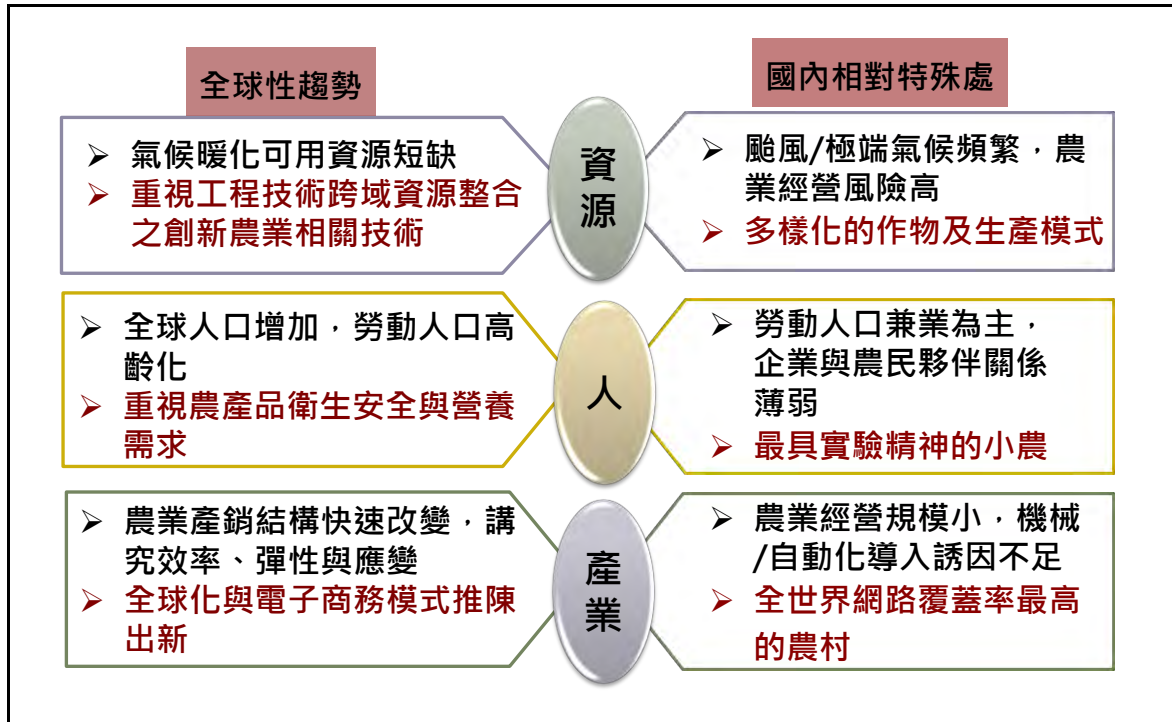 全球性趨勢
國內相對特殊處
➢ 氣候暖化可用資源短缺
➢ 重視工程技術跨域資源整合
之創新農業相關技術
資
源
➢ 颱風/極端氣候頻繁，農
業經營風險高
➢ 多樣化的作物及生產模式
➢ 全球人口增加，勞動人口高
齡化
➢ 重視農產品衛生安全與營養
需求
人
➢ 勞動人口兼業為主，
企業與農民夥伴關係
薄弱
➢ 最具實驗精神的小農
➢ 農業產銷結構快速改變，講
究效率、彈性與應變
➢ 全球化與電子商務模式推陳
出新
產
業
➢ 農業經營規模小，機械
/自動化導入誘因不足
➢ 全世界網路覆蓋率最高
的農村